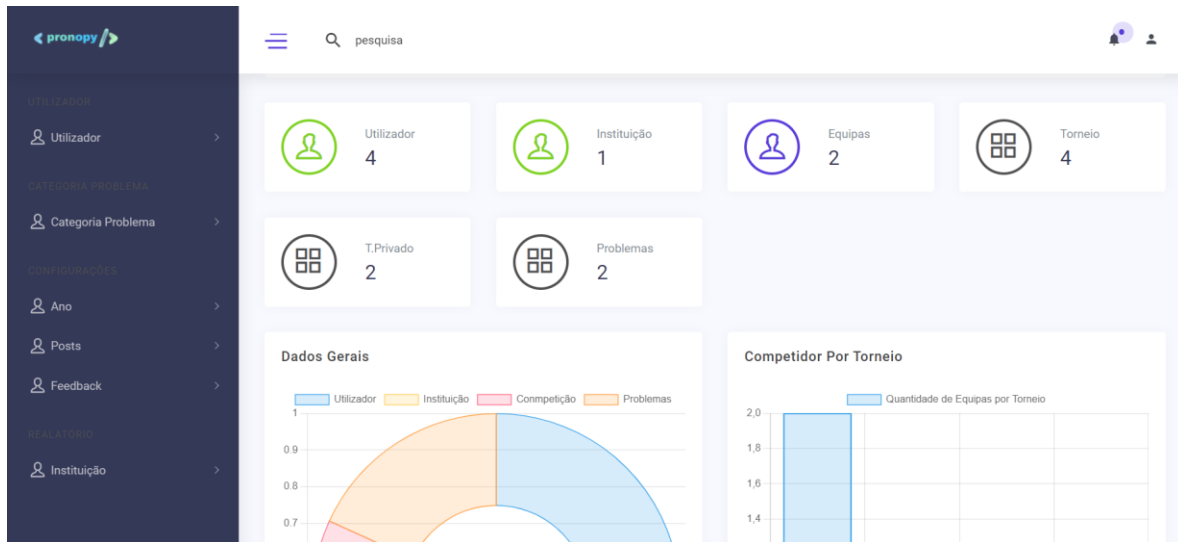 < pronopy />
pesquisa
UTILIZADOR
Utilizador
CATEGORIA PROBLEMA
Categoria Problema
CONFIGURAÇÕES
Ano
Posts
Feedback
REALATÓRIO
Instituição
Utilizador
4
Instituição
1
Equipas
2
Torneio
4
T.Privado
2
Problemas
2
Dados Gerais
Utilizador Instituição Conmpetição Problemas
1
0.9
0.8
0.7
Competidor Por Torneio
Quantidade de Equipas por Torneio
2,0
1,8
1,6
1,4